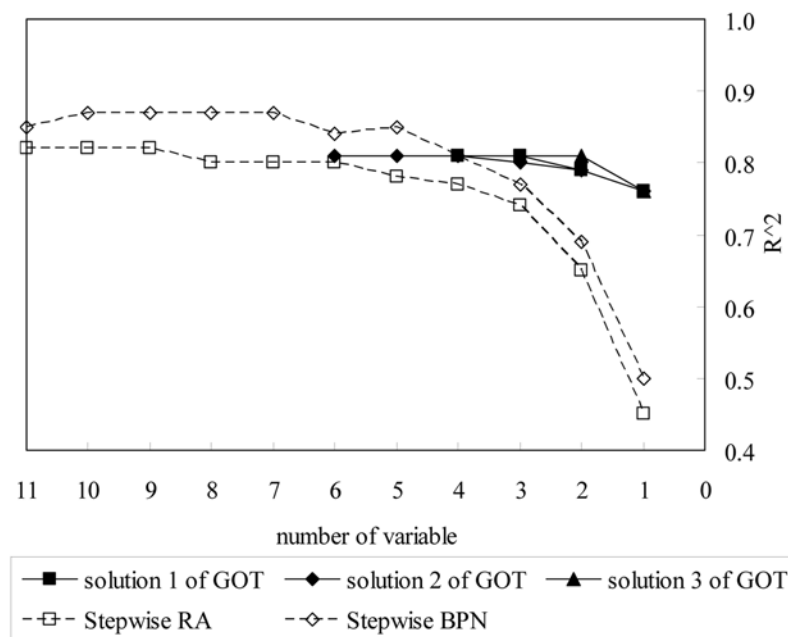 1.0
0.9
0.8
0.7
0.6
0.5
0.4
R^2
11 10 9 8 7 6 5 4 3 2 1 0
number of variable
solution 1 of GOT solution 2 of GOT solution 3 of GOT
Stepwise RA Stepwise BPN